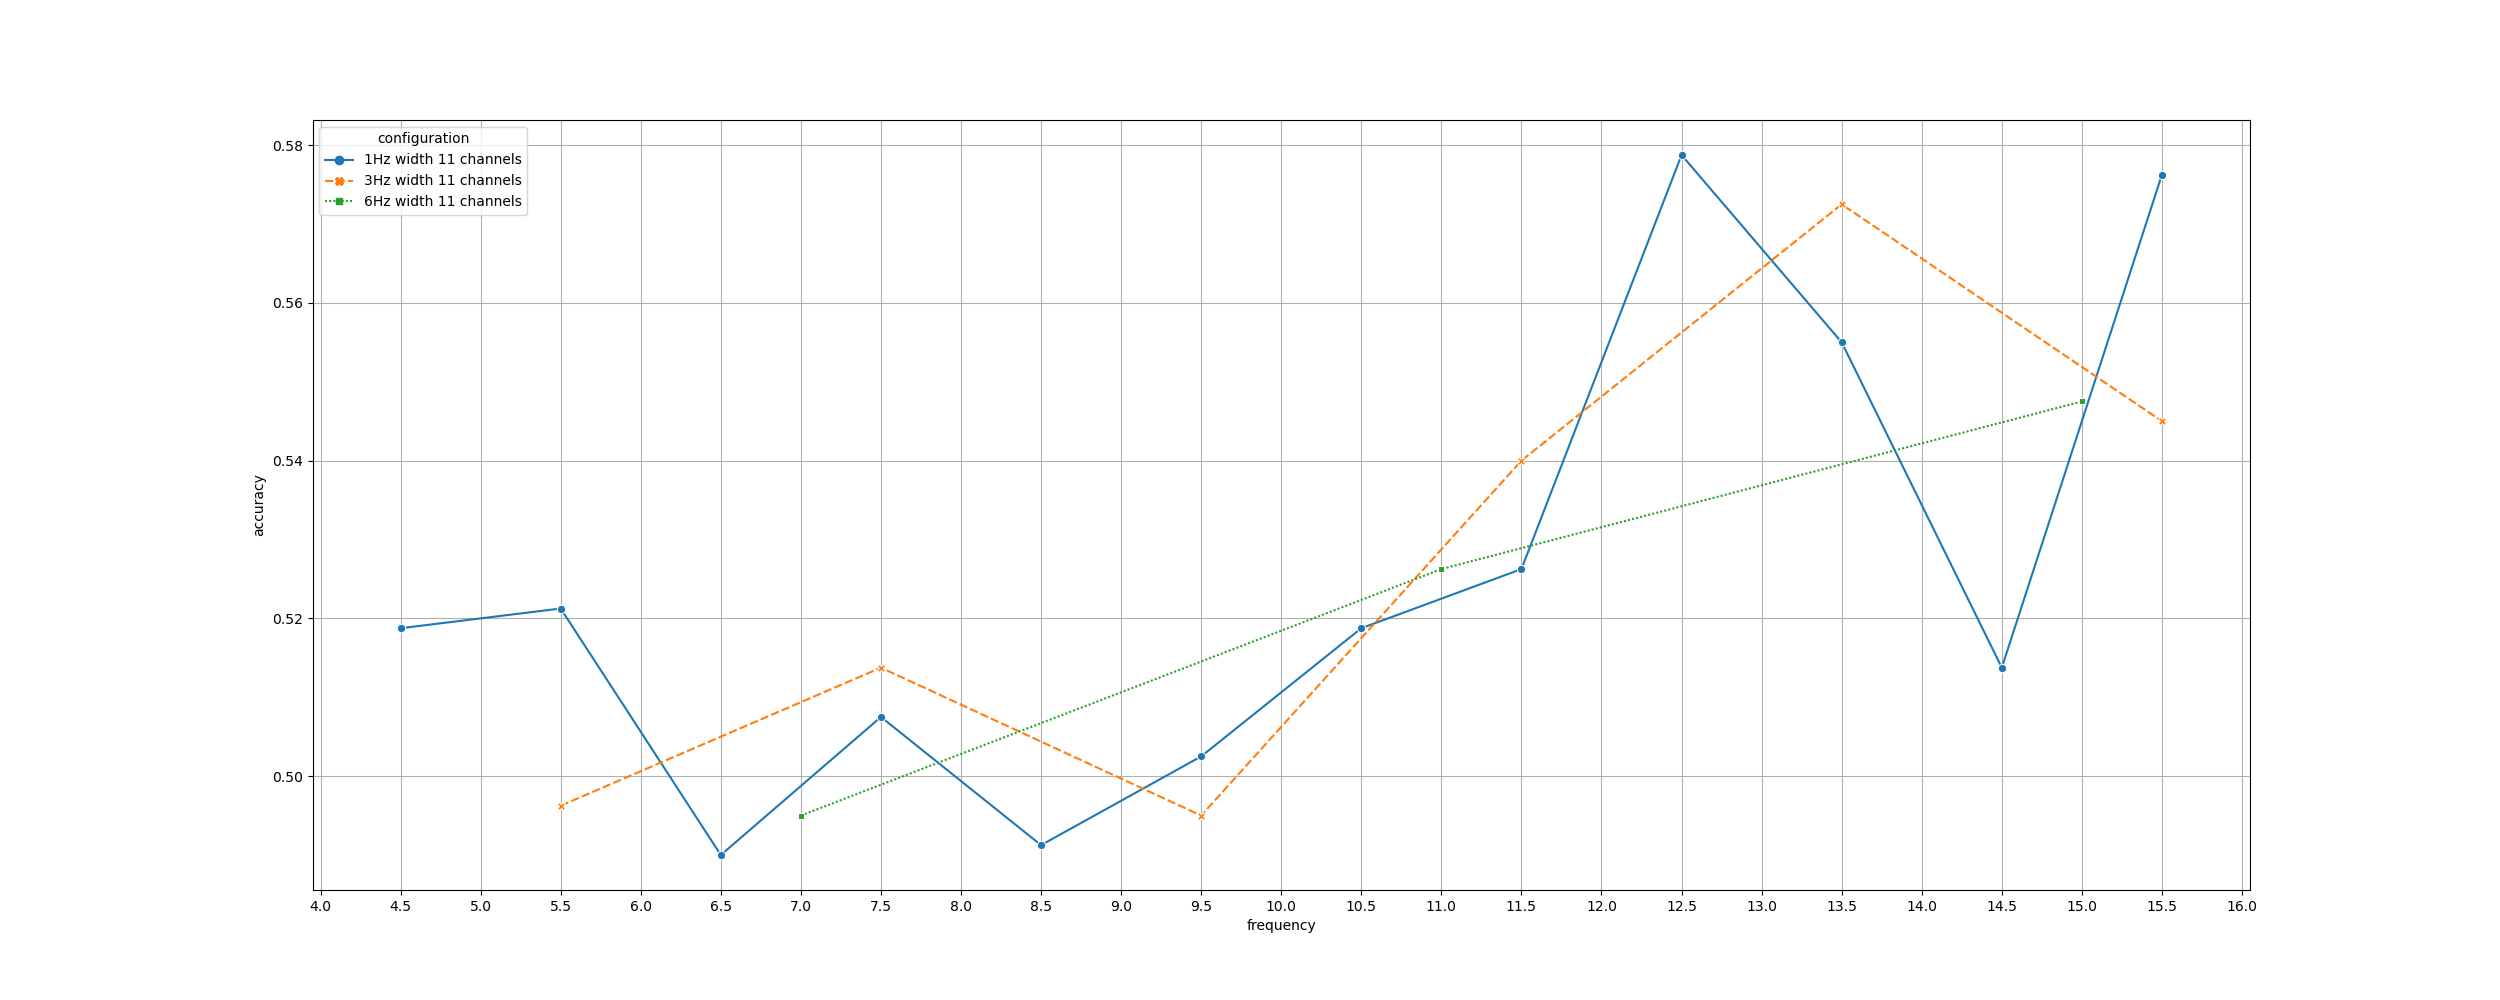 configuration
1Hz width 11 channels
3Hz width 11 channels
6Hz width 11 channels
0.58
0.56
0.54
0.52
0.50
accuracy
4.0 4.5 5.0 5.5 6.0 6.5 7.0 7.5 8.0 8.5 9.0 9.5 10.0 10.5 11.0 11.5 12.0 12.5 13.0 13.5 14.0 14.5 15.0 15.5 16.0
frequency